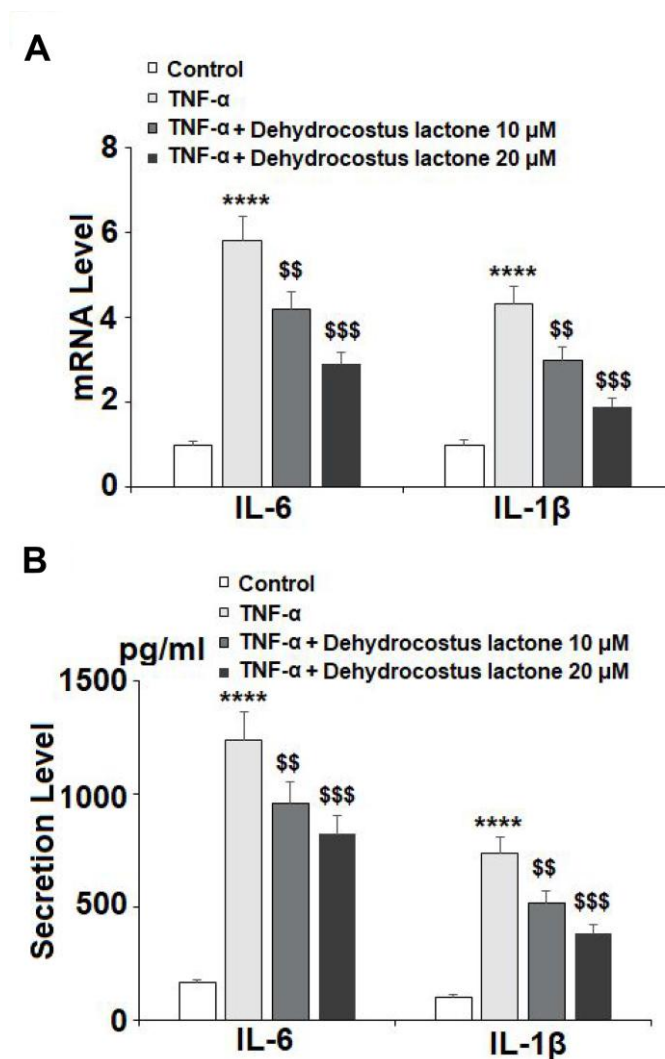 A
Control
TNF-α
TNF-α + Dehydrocostus lactone 10 µM
TNF-α + Dehydrocostus lactone 20 µM
8
6
4
2
0
mRNA Level
****
$$
$$$
****
$$
$$$
IL-6
IL-1β
B
Control
TNF-α
TNF-α + Dehydrocostus lactone 10 µM
TNF-α + Dehydrocostus lactone 20 µM
pg/ml
1500
1000
500
0
Secretion Level
****
$$
$$$
****
$$
$$$
IL-6
IL-1β